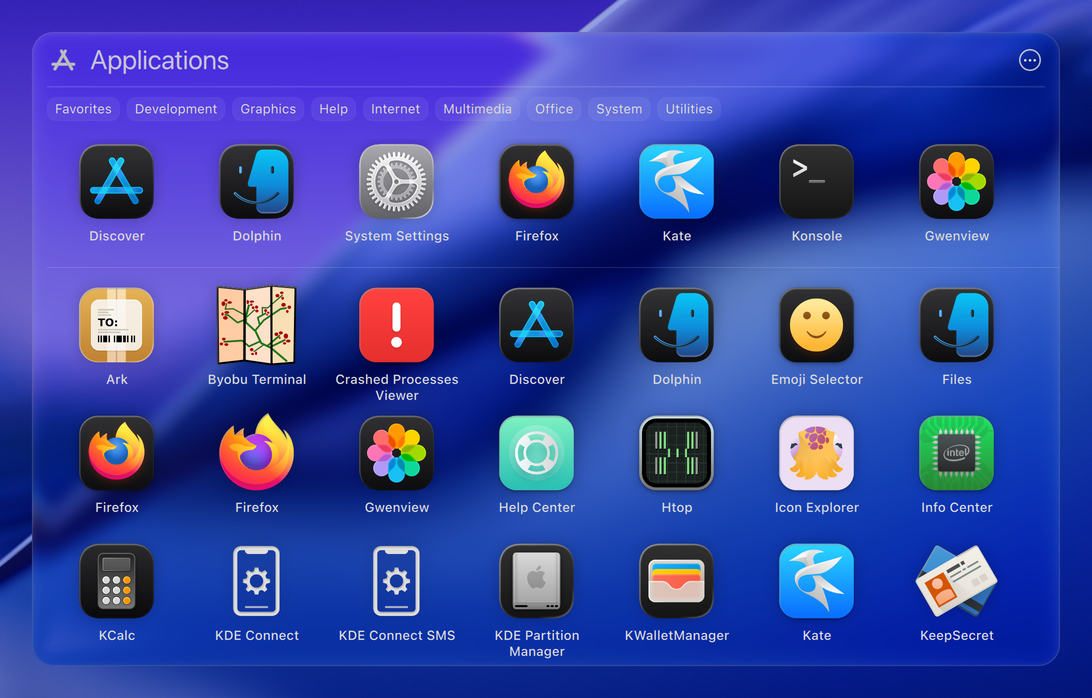 Applications
Favorites Development Graphics Help Internet Multimedia Office System Utilities
>_
Discover Dolphin System Settings Firefox Kate Konsole Gwenview
TO:
Ark Byobu Terminal Crashed Processes Viewer Discover Dolphin Emoji Selector Files
intel
Firefox Firefox Gwenview Help Center Htop Icon Explorer Info Center
KCalc KDE Connect KDE Connect SMS KDE Partition Manager KWalletManager Kate KeepSecret